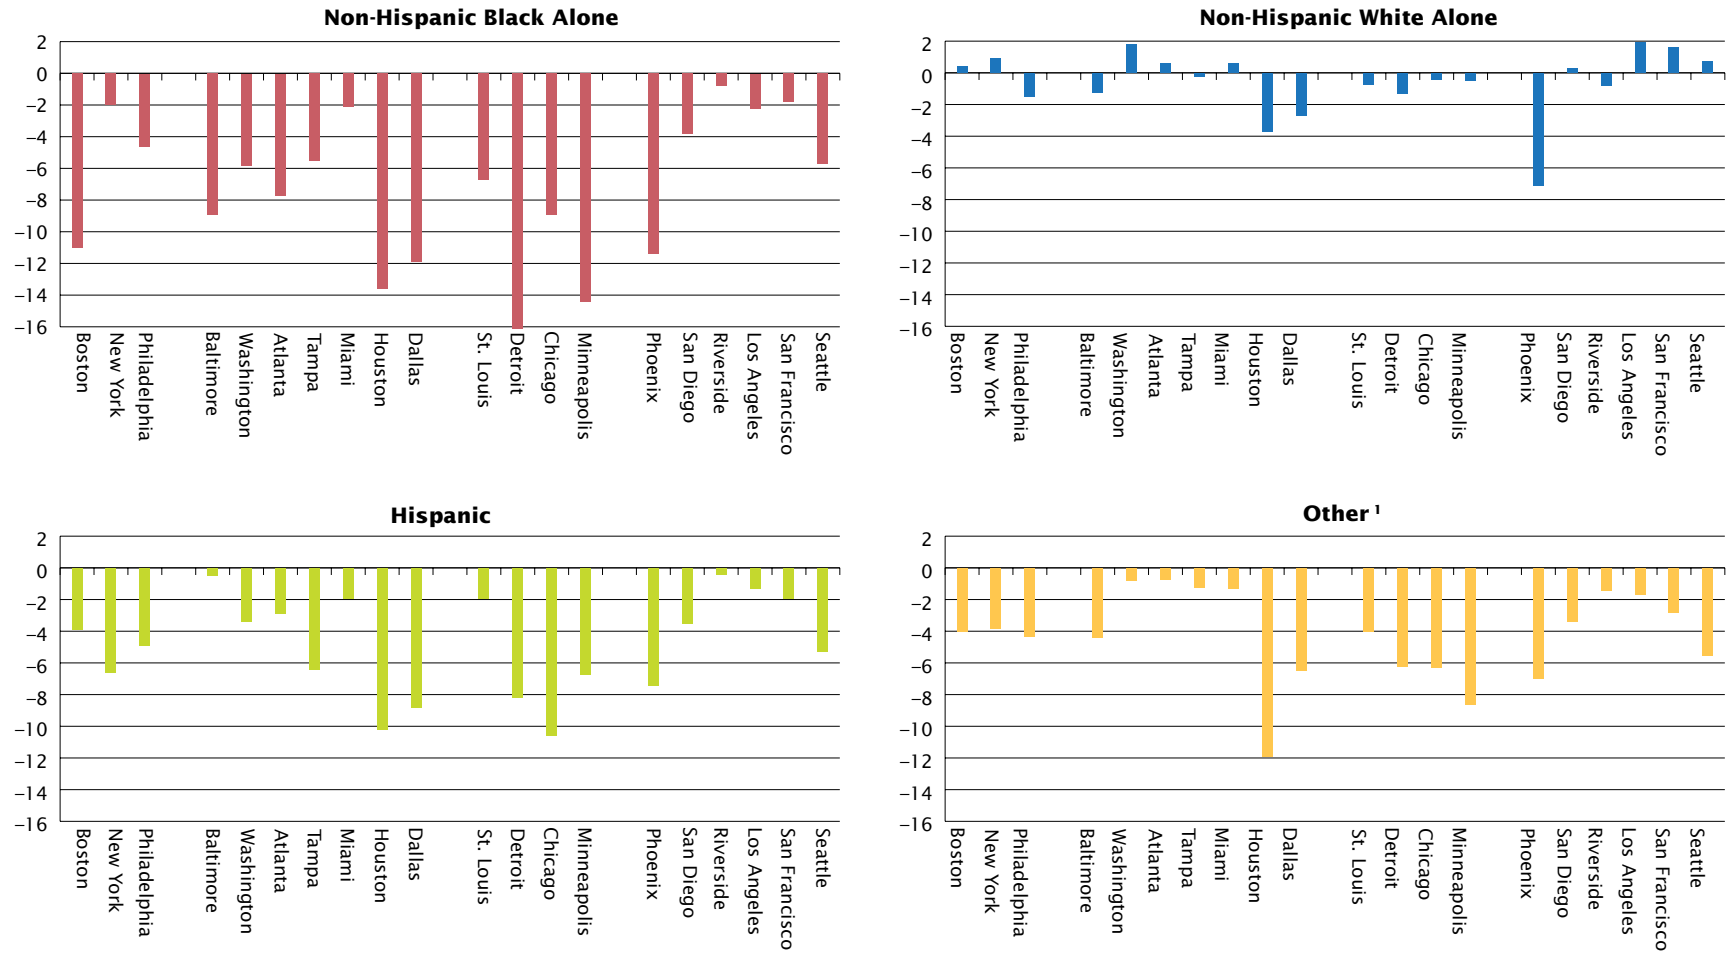 Non-Hispanic Black Alone
2
0
−2
−4
−6
−8
−10
−12
−14
−16
Boston
New York
Philadelphia
Baltimore
Washington
Atlanta
Tampa
Miami
Houston
Dallas
St. Louis
Detroit
Chicago
Minneapolis
Phoenix
San Diego
Riverside
Los Angeles
San Francisco
Seattle
Non-Hispanic White Alone
2
0
−2
−4
−6
−8
−10
−12
−14
−16
Boston
New York
Philadelphia
Baltimore
Washington
Atlanta
Tampa
Miami
Houston
Dallas
St. Louis
Detroit
Chicago
Minneapolis
Phoenix
San Diego
Riverside
Los Angeles
San Francisco
Seattle
Hispanic
2
0
−2
−4
−6
−8
−10
−12
−14
−16
Boston
New York
Philadelphia
Baltimore
Washington
Atlanta
Tampa
Miami
Houston
Dallas
St. Louis
Detroit
Chicago
Minneapolis
Phoenix
San Diego
Riverside
Los Angeles
San Francisco
Seattle
Other ¹
2
0
−2
−4
−6
−8
−10
−12
−14
−16
Boston
New York
Philadelphia
Baltimore
Washington
Atlanta
Tampa
Miami
Houston
Dallas
St. Louis
Detroit
Chicago
Minneapolis
Phoenix
San Diego
Riverside
Los Angeles
San Francisco
Seattle